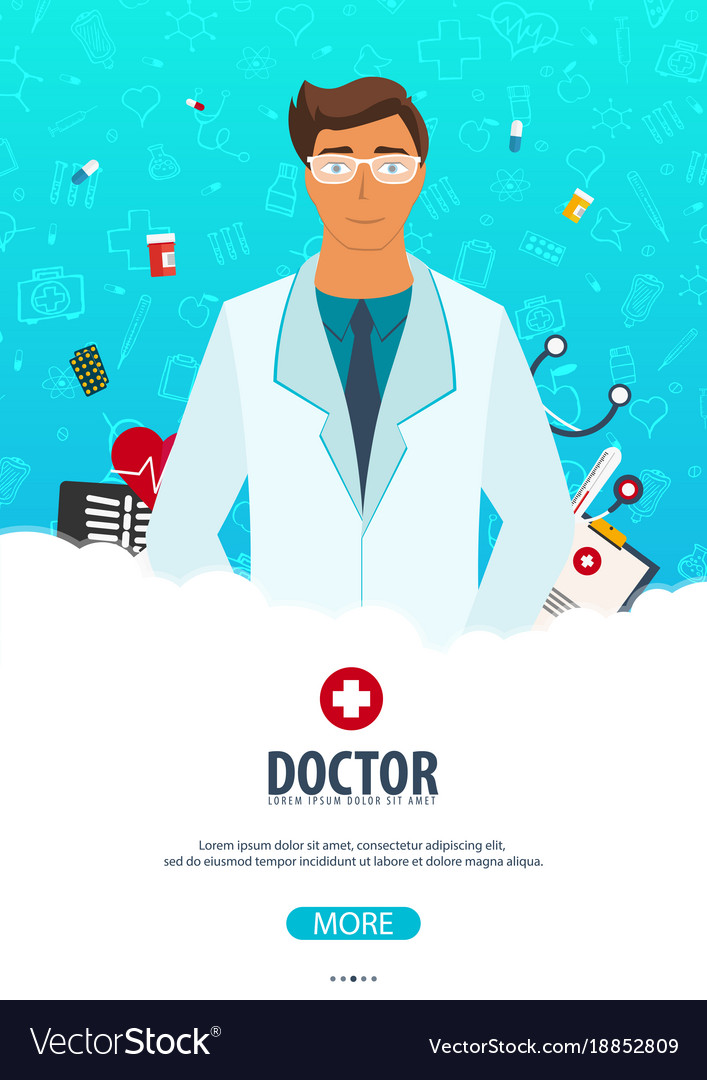 DOCTOR
LOREM IPSUM DOLOR SIT AMET
Lorem ipsum dolor sit amet, consectetur adipiscing elit,
sed do eiusmod tempor incididunt ut labore et dolore magna aliqua.
MORE
VectorStock®
VectorStock.com/18852809